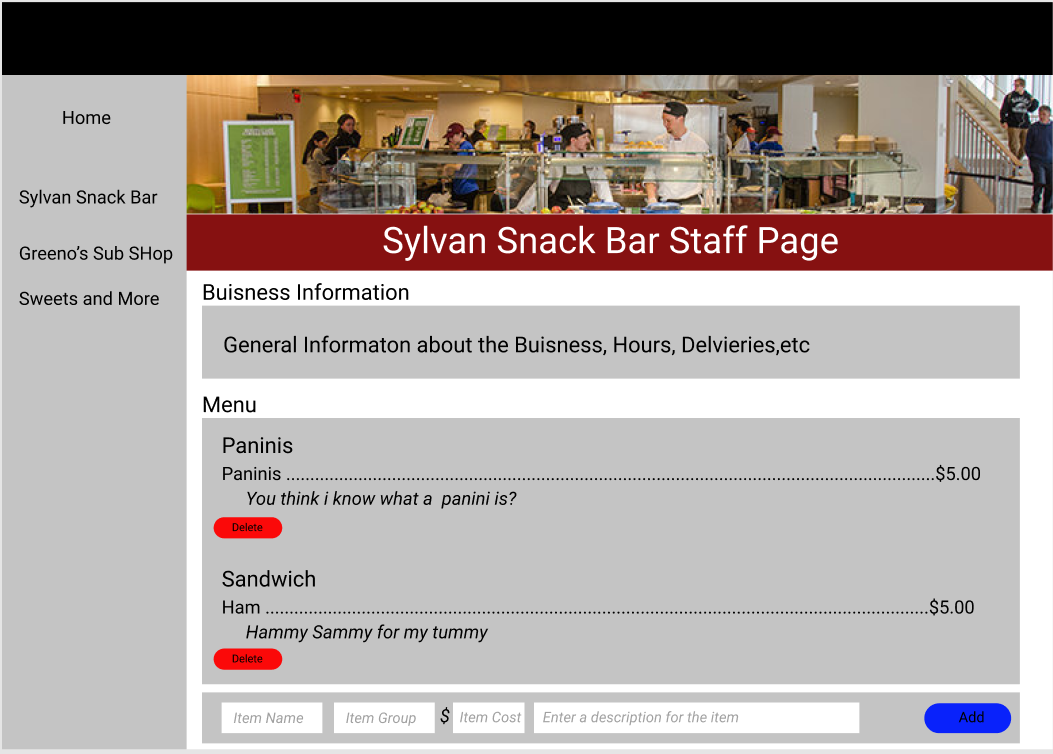 Home
Sylvan Snack Bar
Greeno's Sub SHop
Sweets and More
Sylvan Snack Bar Staff Page
Buisness Information
General Informaton about the Buisness, Hours, Delvieries,etc
Menu
Paninis
Paninis ..........................................................................................................................................$5.00
You think i know what a  panini is?
Delete
Sandwich
Ham .............................................................................................................................................$5.00
Hammy Sammy for my tummy
Delete
Item Name Item Group $ Item Cost Enter a description for the item Add